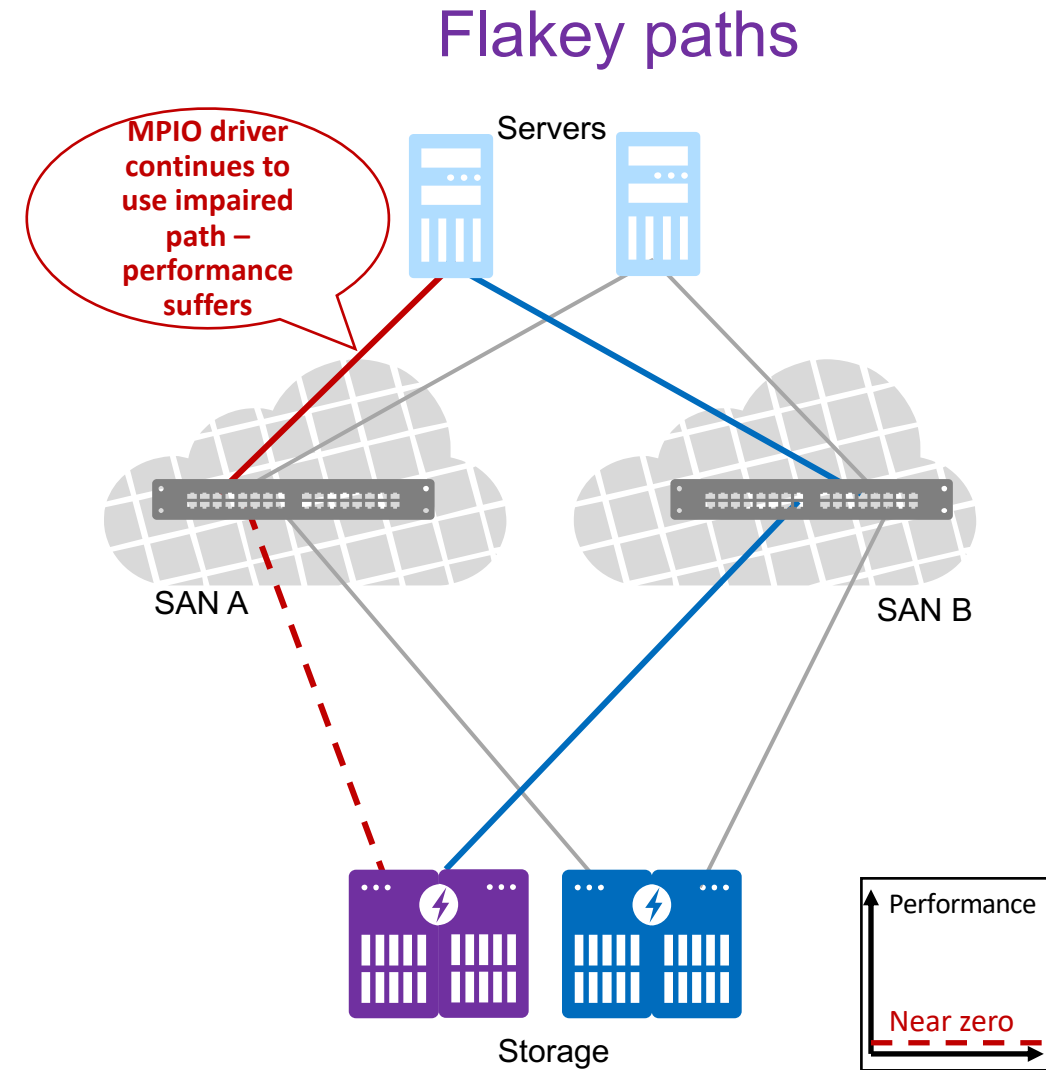 Flakey paths
Servers
MPIO driver
continues to
use impaired
path –
performance
suffers
SAN A
SAN B
Storage
Performance
Near zero